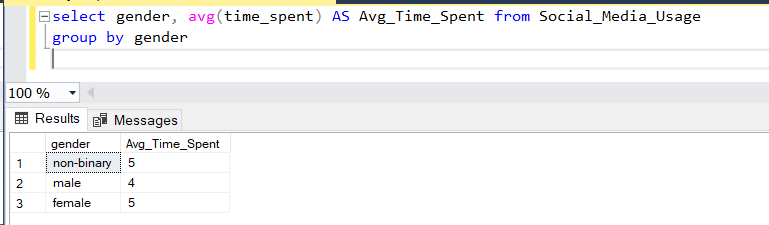 select gender, avg(time_spent) AS Avg_Time_Spent from Social_Media_Usage
group by gender
100 %
Results Messages
gender Avg_Time_Spent
1 non-binary 5
2 male 4
3 female 5